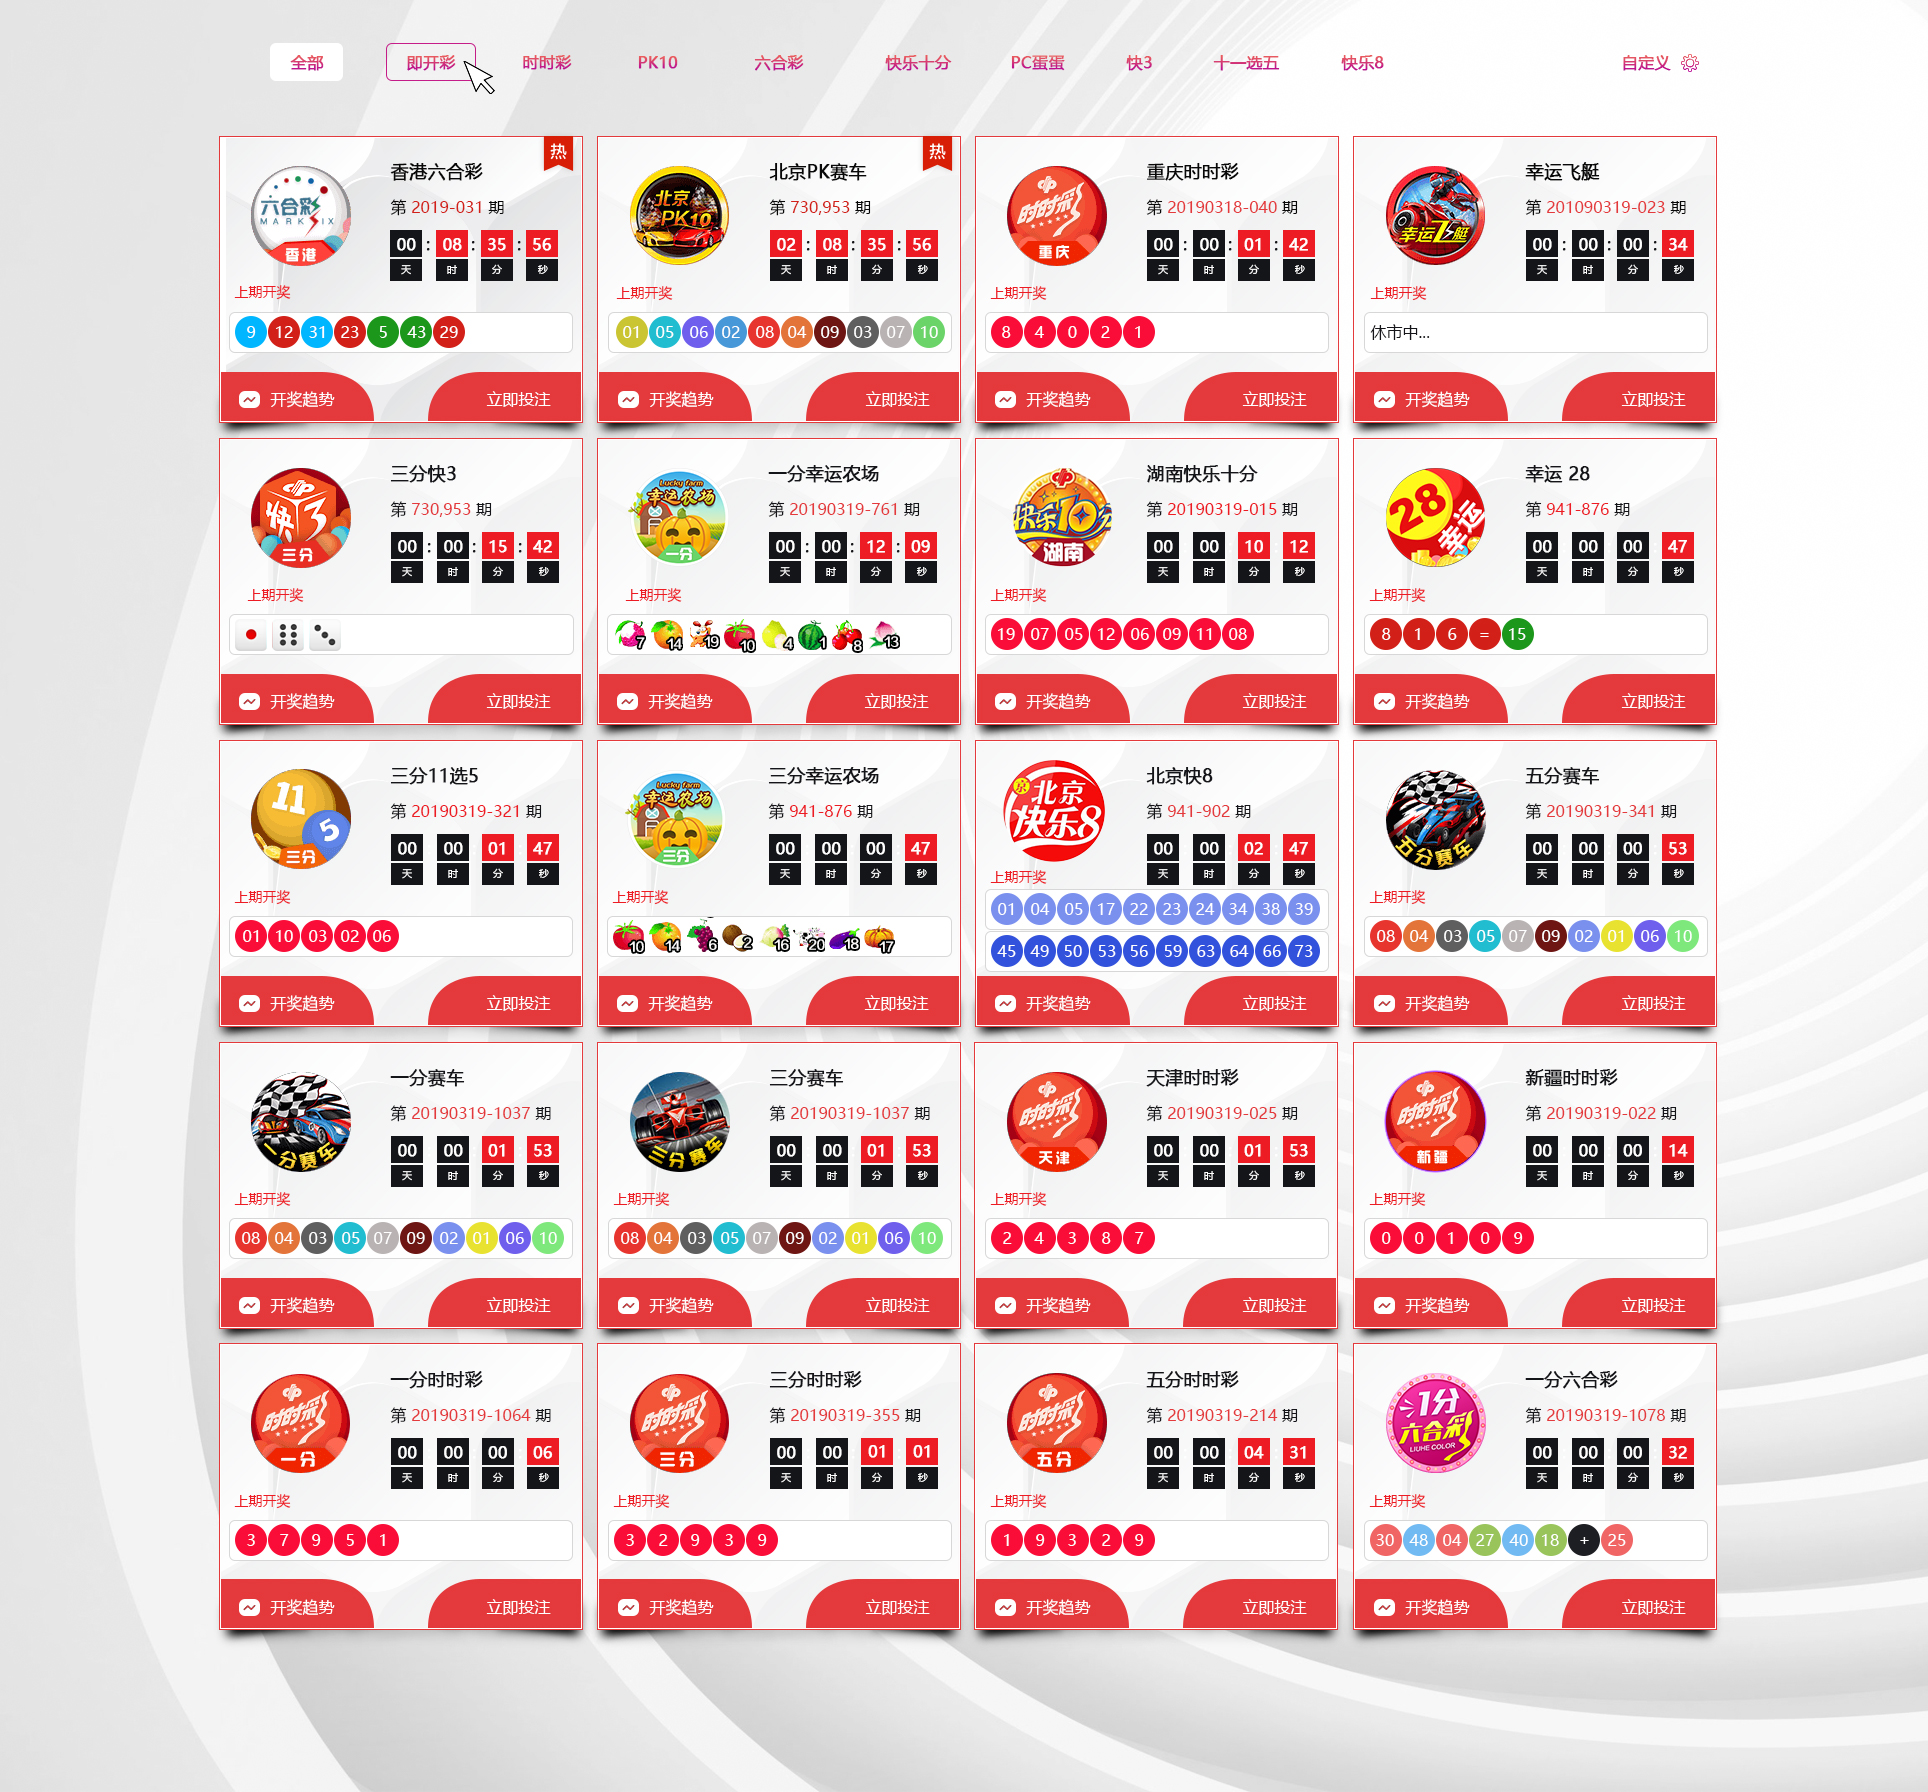 全部
即开彩
时时彩
PK10
六合彩
快乐十分
PC蛋蛋
快3
十一选五
快乐8
自定义
热
六合彩
MARK SIX
香港
香港六合彩
第 2019-031 期
00 : 08 : 35 : 56
天 时 分 秒
上期开奖
9 12 31 23 5 43 29
开奖趋势
立即投注
热
北京
PK10
北京PK赛车
第 730,953 期
02 : 08 : 35 : 56
天 时 分 秒
上期开奖
01 05 06 02 08 04 09 03 07 10
开奖趋势
立即投注
时时彩
重庆
重庆时时彩
第 20190318-040 期
00 : 00 : 01 : 42
天 时 分 秒
上期开奖
8 4 0 2 1
开奖趋势
立即投注
幸运飞艇
幸运飞艇
第 201090319-023 期
00 : 00 : 00 : 34
天 时 分 秒
上期开奖
休市中...
开奖趋势
立即投注
快3
三分
三分快3
第 730,953 期
00 : 00 : 15 : 42
天 时 分 秒
上期开奖
开奖趋势
立即投注
Lucky farm
幸运农场
一分
一分幸运农场
第 20190319-761 期
00 : 00 : 12 : 09
天 时 分 秒
上期开奖
7 14 19 10 4 1 8 13
开奖趋势
立即投注
快乐10分
湖南
湖南快乐十分
第 20190319-015 期
00 00 10 12
天 时 分 秒
上期开奖
19 07 05 12 06 09 11 08
开奖趋势
立即投注
28
幸运
幸运 28
第 941-876 期
00 00 00 47
天 时 分 秒
上期开奖
8 1 6 = 15
开奖趋势
立即投注
11
5
三分
三分11选5
第 20190319-321 期
00 00 01 47
天 时 分 秒
上期开奖
01 10 03 02 06
开奖趋势
立即投注
Lucky farm
幸运农场
三分
三分幸运农场
第 941-876 期
00 00 00 47
天 时 分 秒
上期开奖
10 14 6 2 16 20 18 17
开奖趋势
立即投注
京
北京
快乐8
北京快8
第 941-902 期
00 00 02 47
天 时 分 秒
上期开奖
01 04 05 17 22 23 24 34 38 39
45 49 50 53 56 59 63 64 66 73
开奖趋势
立即投注
五分赛车
五分赛车
第 20190319-341 期
00 00 00 53
天 时 分 秒
上期开奖
08 04 03 05 07 09 02 01 06 10
开奖趋势
立即投注
一分赛车
一分赛车
第 20190319-1037 期
00 00 01 53
天 时 分 秒
上期开奖
08 04 03 05 07 09 02 01 06 10
开奖趋势
立即投注
三分赛车
三分赛车
第 20190319-1037 期
00 00 01 53
天 时 分 秒
上期开奖
08 04 03 05 07 09 02 01 06 10
开奖趋势
立即投注
时时彩
天津
天津时时彩
第 20190319-025 期
00 00 01 53
天 时 分 秒
上期开奖
2 4 3 8 7
开奖趋势
立即投注
时时彩
新疆
新疆时时彩
第 20190319-022 期
00 00 00 14
天 时 分 秒
上期开奖
0 0 1 0 9
开奖趋势
立即投注
时时彩
一分
一分时时彩
第 20190319-1064 期
00 00 00 06
天 时 分 秒
上期开奖
3 7 9 5 1
开奖趋势
立即投注
时时彩
三分
三分时时彩
第 20190319-355 期
00 00 01 01
天 时 分 秒
上期开奖
3 2 9 3 9
开奖趋势
立即投注
时时彩
五分
五分时时彩
第 20190319-214 期
00 00 04 31
天 时 分 秒
上期开奖
1 9 3 2 9
开奖趋势
立即投注
1分
六合彩
LIUHE COLOR
一分六合彩
第 20190319-1078 期
00 00 00 32
天 时 分 秒
上期开奖
30 48 04 27 40 18 + 25
开奖趋势
立即投注